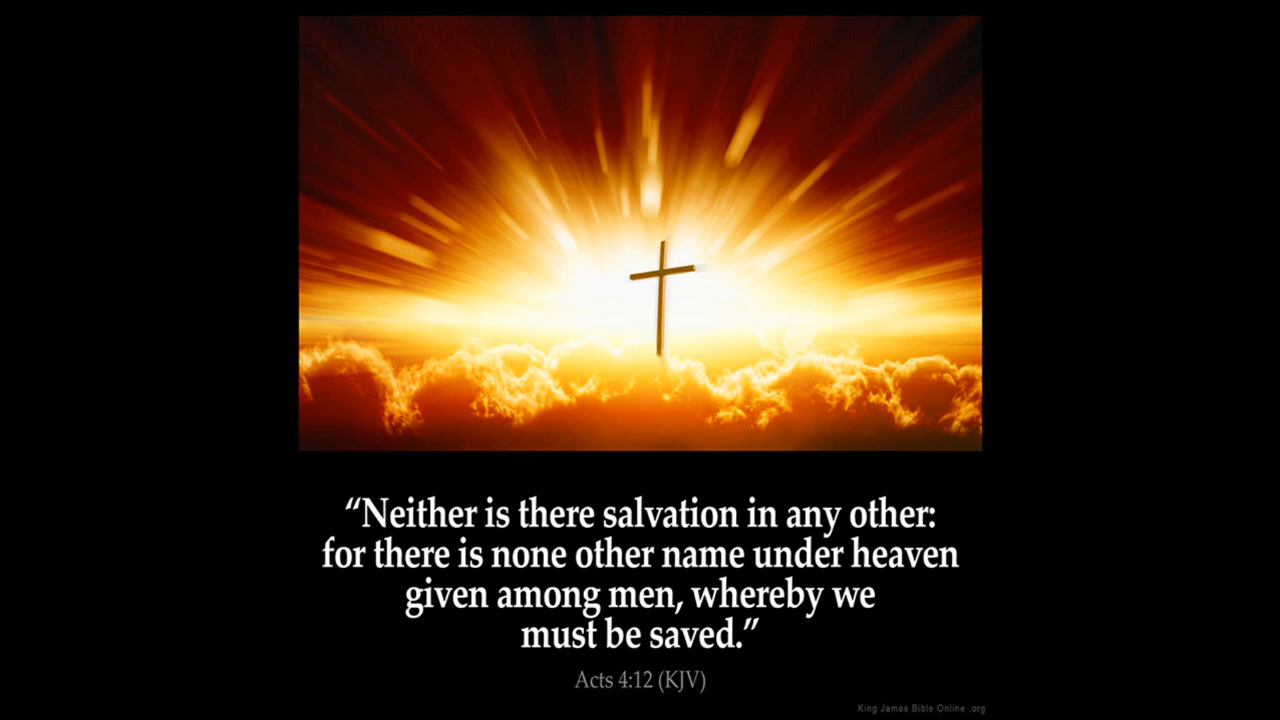 “Neither is there salvation in any other:
for there is none other name under heaven
given among men, whereby we
must be saved.”
Acts 4:12 (KJV)
King James Bible Online .org